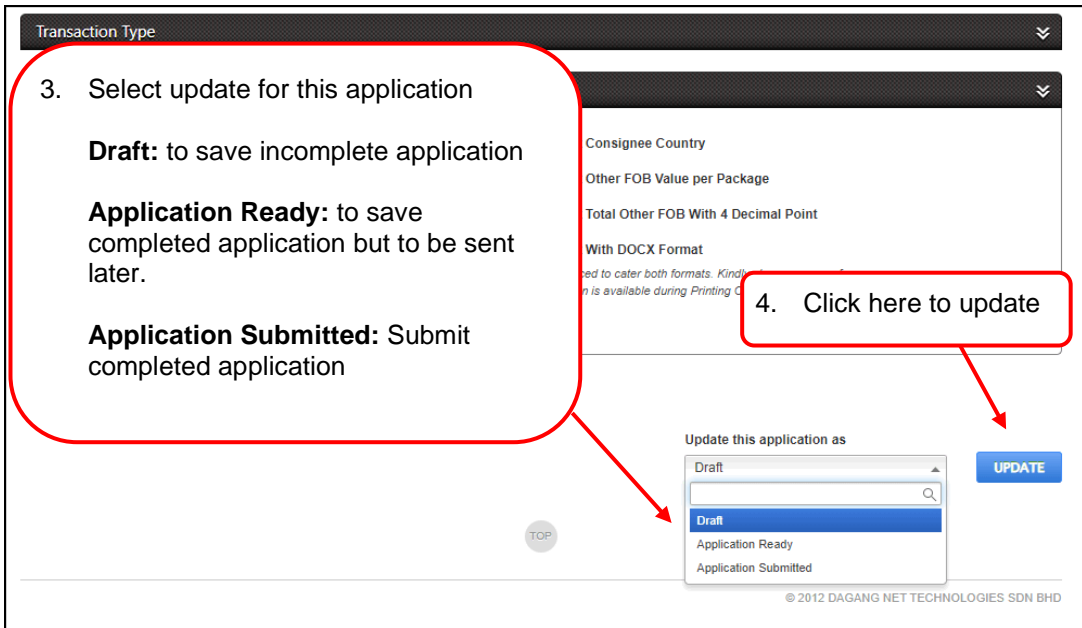 Transaction Type
3. Select update for this application
Draft: to save incomplete application
Application Ready: to save
completed application but to be sent
later.
Application Submitted: Submit
completed application
Consignee Country
Other FOB Value per Package
Total Other FOB With 4 Decimal Point
With DOCX Format
to cater both formats. Kindly
is available during Printing
4. Click here to update
Update this application as
Draft
UPDATE
Draft
Application Ready
Application Submitted
TOP
© 2012 DAGANG NET TECHNOLOGIES SDN BHD